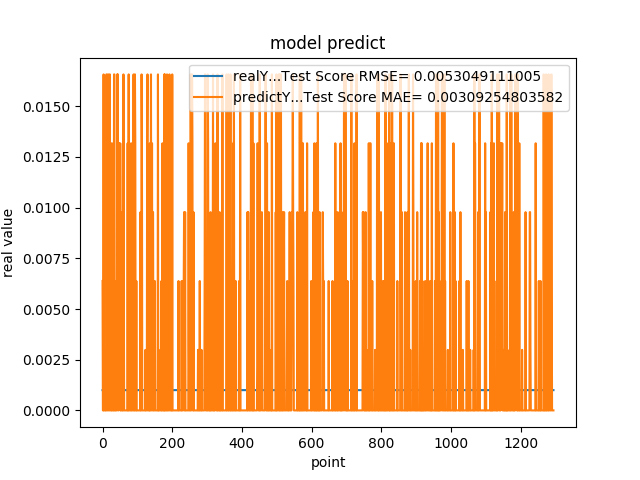 model predict
realY...Test Score RMSE= 0.0053049111005
predictY...Test Score MAE= 0.00309254803582
real value
0.0150
0.0125
0.0100
0.0075
0.0050
0.0025
0.0000
0 200 400 600 800 1000 1200
point